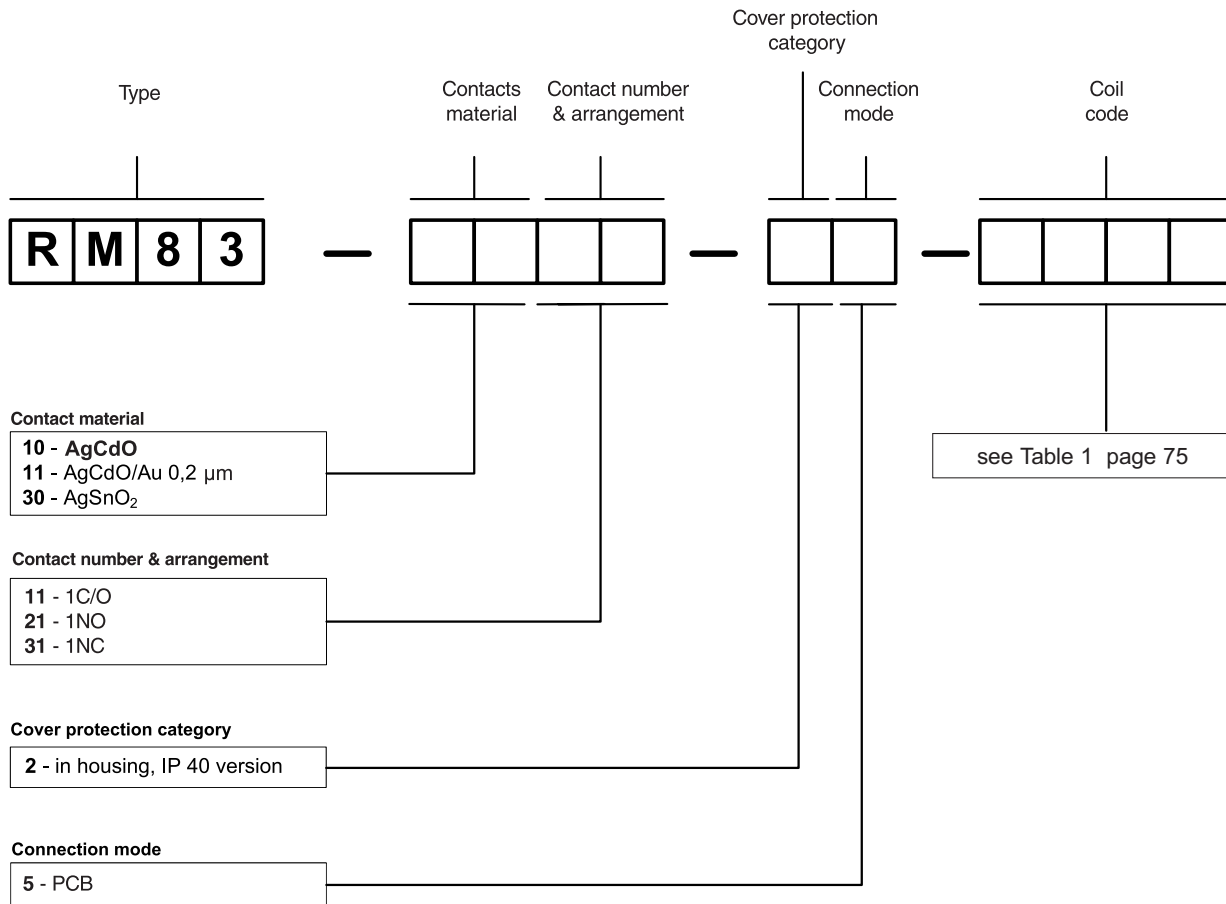 Cover protection
category
Type
Contacts
material
Contact number
& arrangement
Connection
mode
Coil
code
R M 8 3 — — —
Contact material
10 - AgCdO
11 - AgCdO/Au 0,2 µm
30 - AgSnO₂
see Table 1 page 75
Contact number & arrangement
11 - 1C/O
21 - 1NO
31 - 1NC
Cover protection category
2 - in housing, IP 40 version
Connection mode
5 - PCB